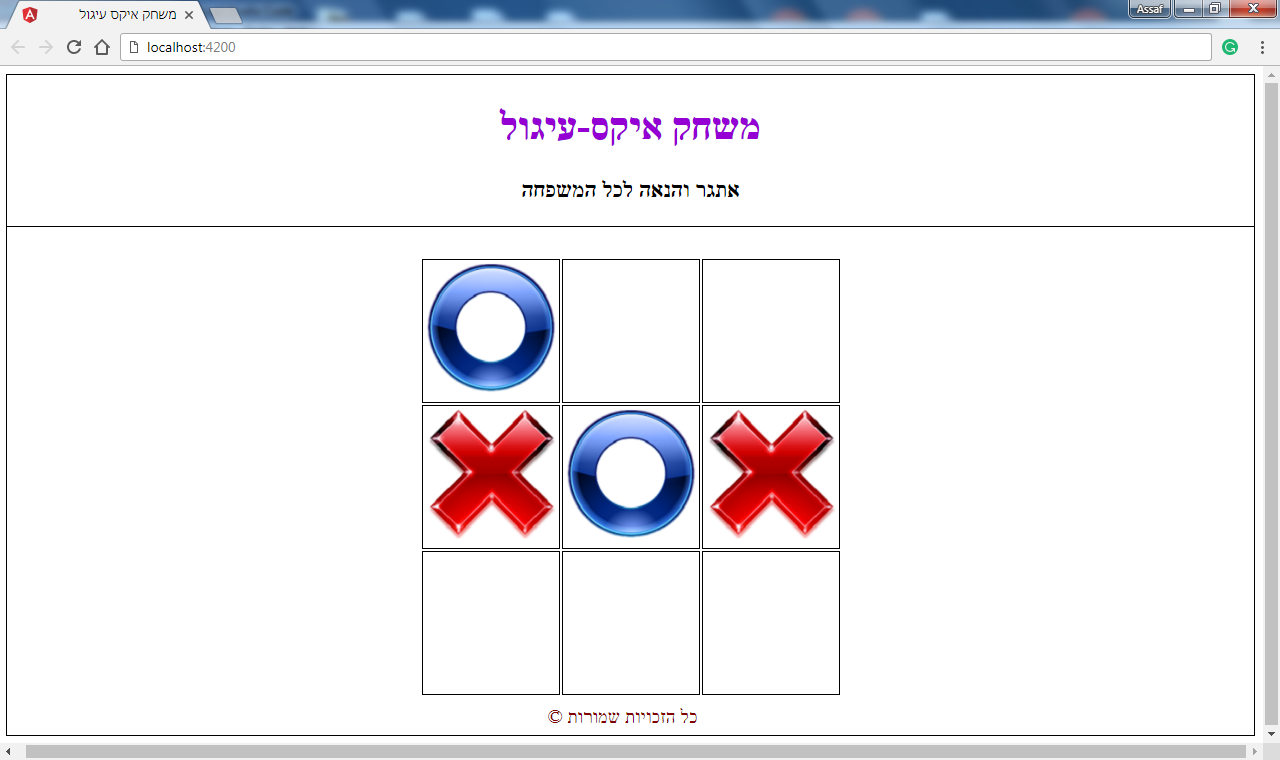 משחק איקס עיגול
Assaf
localhost:4200
משחק איקס-עיגול
אתגר והנאה לכל המשפחה
כל הזכויות שמורות ©